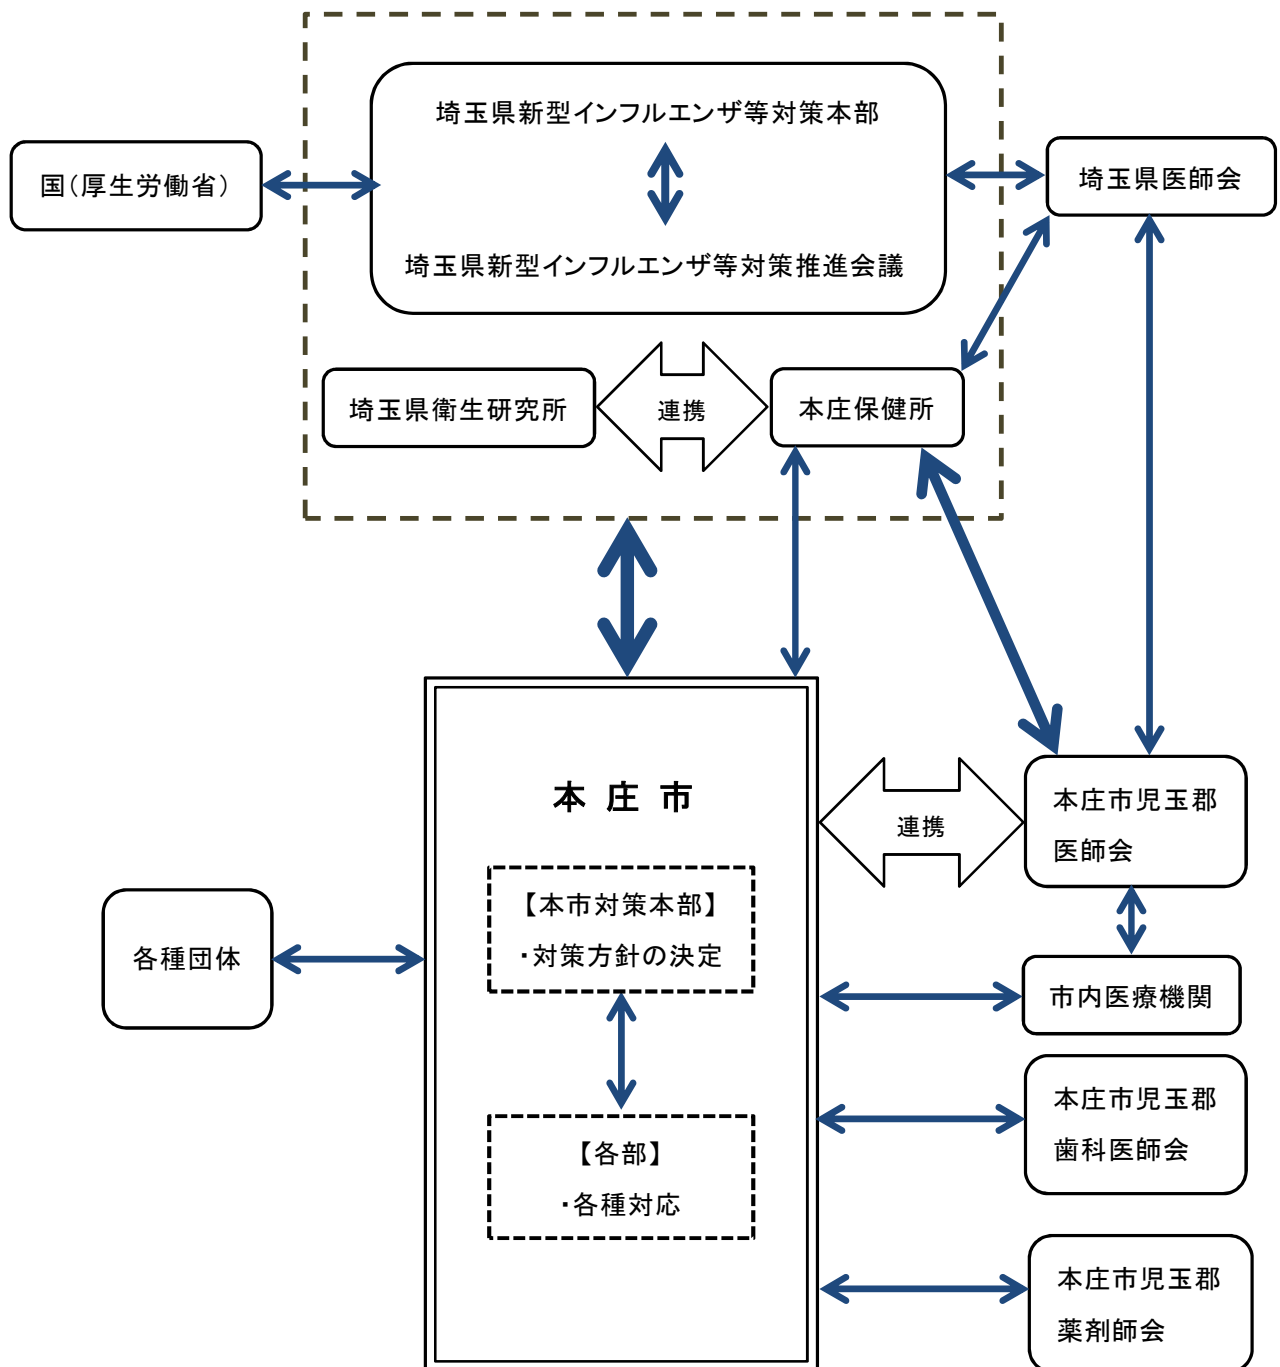 埼玉県新型インフルエンザ等対策本部
国(厚生労働省)
埼玉県医師会
埼玉県新型インフルエンザ等対策推進会議
埼玉県衛生研究所
連携
本庄保健所
本庄市
連携
本庄市児玉郡
医師会
【本市対策本部】
・対策方針の決定
各種団体
市内医療機関
本庄市児玉郡
歯科医師会
【各部】
・各種対応
本庄市児玉郡
薬剤師会